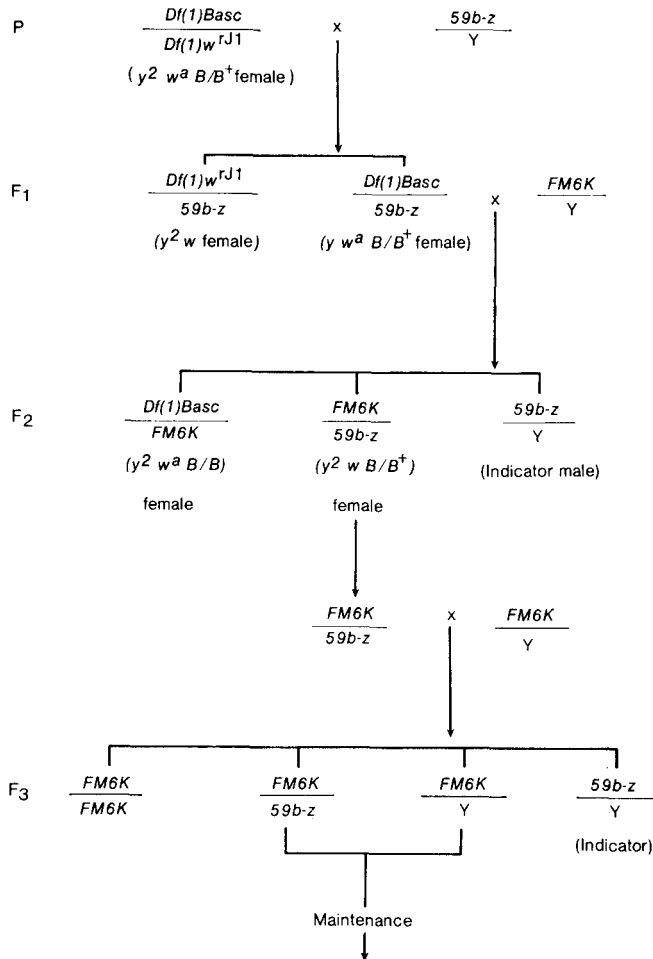 P Df(1)Basc x 59b-z
Df(1)w^rJ1 Y
( y² w^a B/B⁺ female )
F₁ Df(1)w^rJ1 Df(1)Basc x FM6K
59b-z 59b-z Y
(y² w female) (y w^a B/B⁺ female)
F₂ Df(1)Basc FM6K 59b-z
FM6K 59b-z Y
(y² w^a B/B) (y² w B/B⁺) (Indicator male)
female female
FM6K x FM6K
59b-z Y
F₃ FM6K FM6K FM6K 59b-z
FM6K 59b-z Y Y
(Indicator)
Maintenance